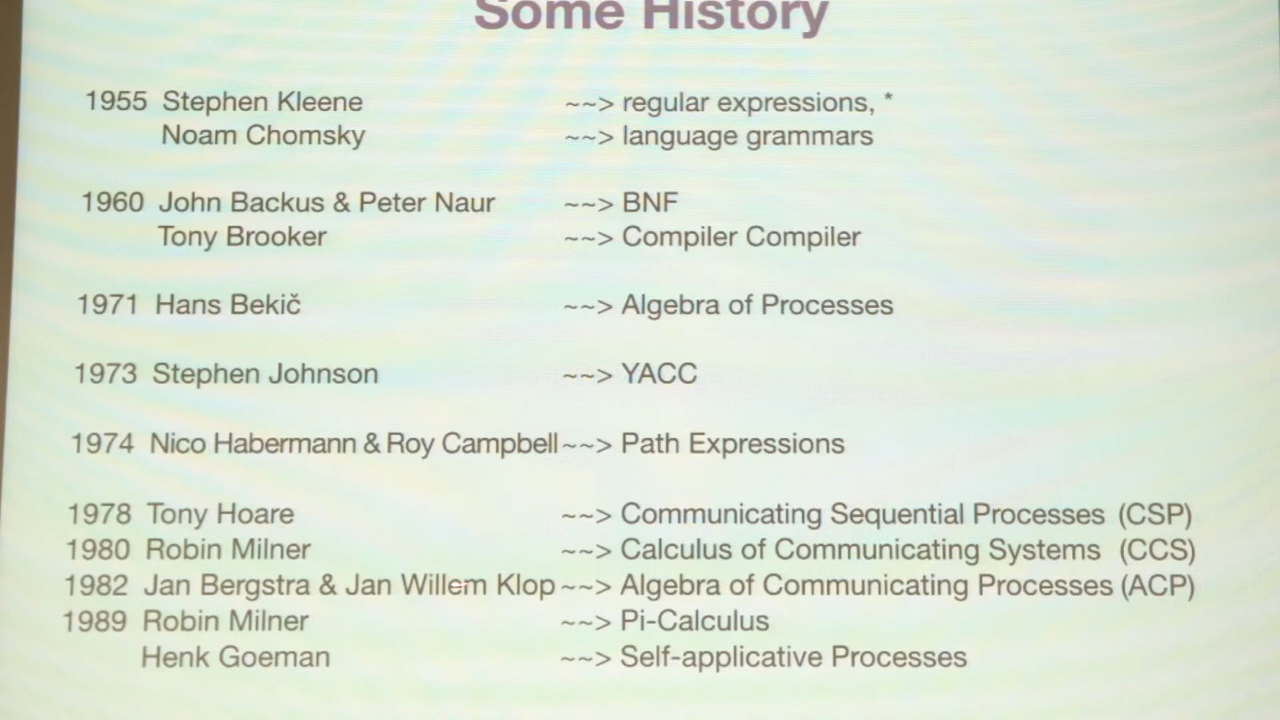 Some History
1955 Stephen Kleene ~~> regular expressions, *
Noam Chomsky ~~> language grammars
1960 John Backus & Peter Naur ~~> BNF
Tony Brooker ~~> Compiler Compiler
1971 Hans Bekič ~~> Algebra of Processes
1973 Stephen Johnson ~~> YACC
1974 Nico Habermann & Roy Campbell ~~> Path Expressions
1978 Tony Hoare ~~> Communicating Sequential Processes (CSP)
1980 Robin Milner ~~> Calculus of Communicating Systems (CCS)
1982 Jan Bergstra & Jan Willem Klop ~~> Algebra of Communicating Processes (ACP)
1989 Robin Milner ~~> Pi-Calculus
Henk Goeman ~~> Self-applicative Processes